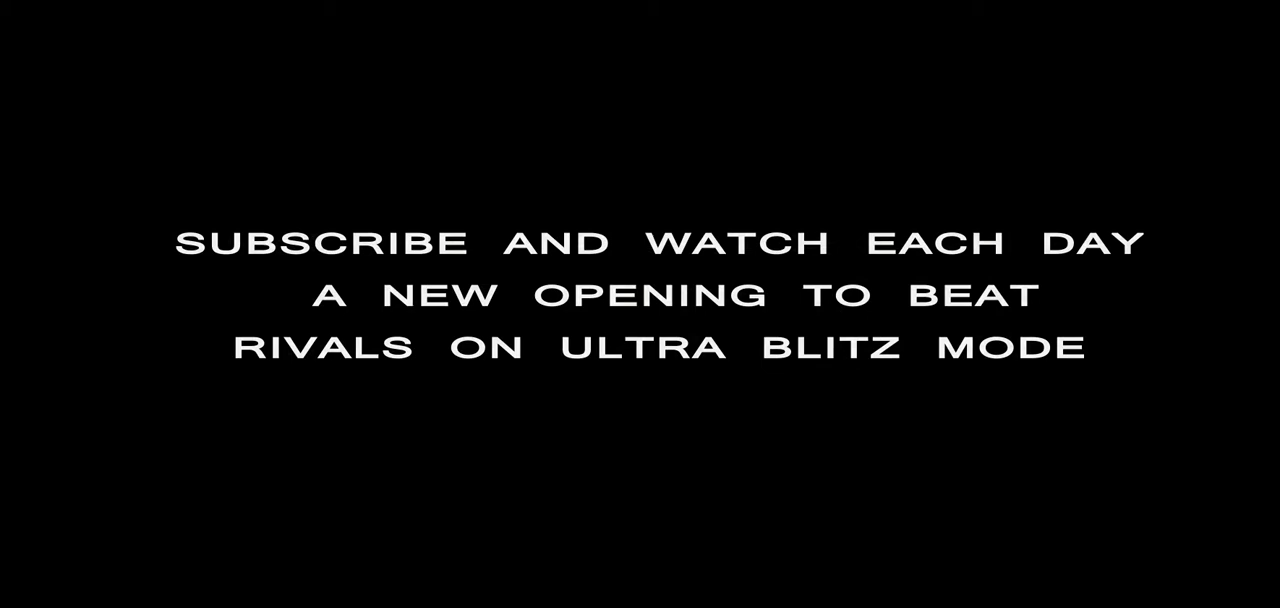 SUBSCRIBE AND WATCH EACH DAY
A NEW OPENING TO BEAT
RIVALS ON ULTRA BLITZ MODE